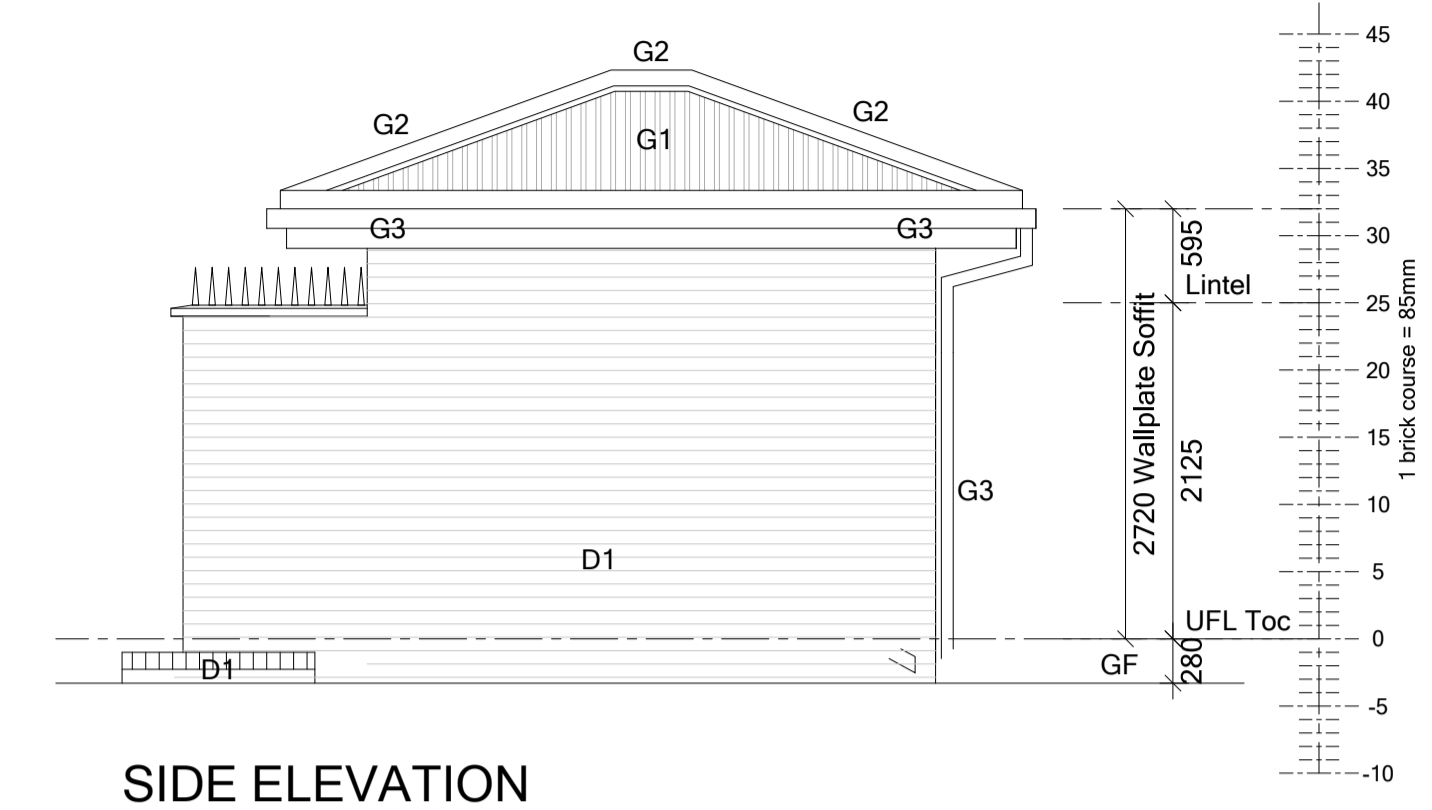 G2
G2
G2
G1
G3
G3
G3
D1
D1
595
Lintel
2720 Wallplate Soffit
2125
UFL Toc
GF
280
45
40
35
30
25
20
15
10
5
0
-5
-10
1 brick course = 85mm
SIDE ELEVATION